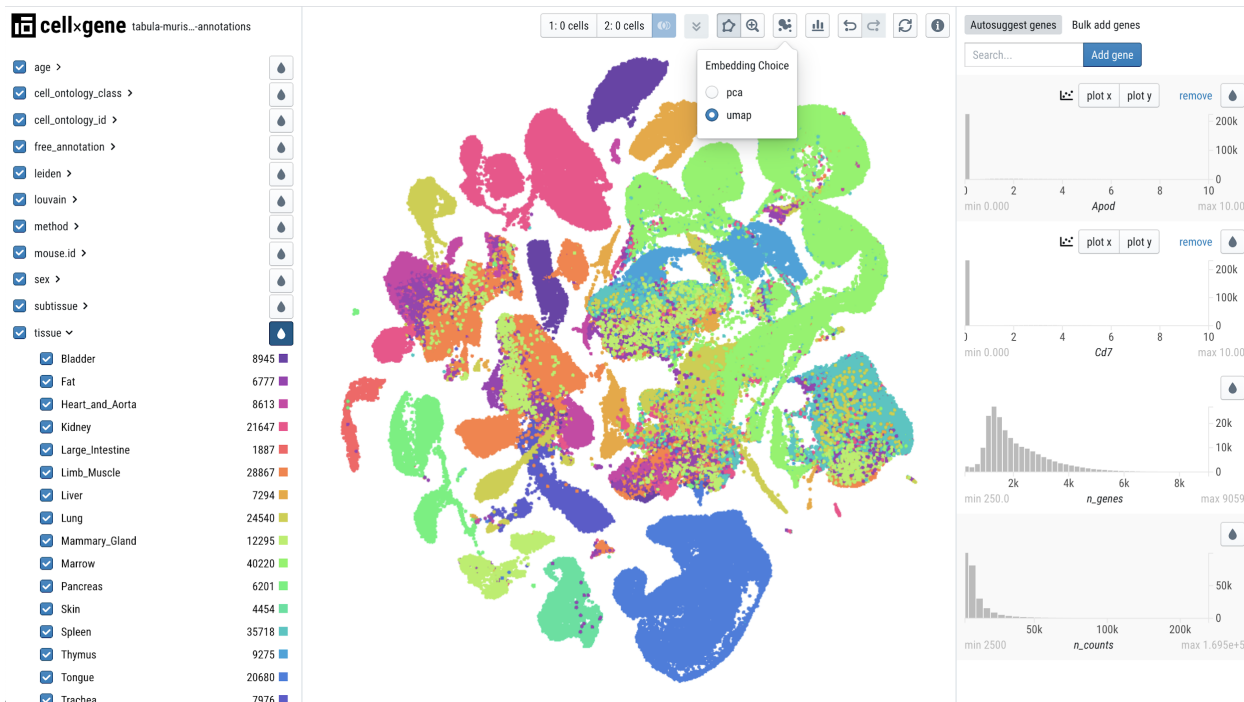 cellxgene tabula-muris…-annotations
1: 0 cells 2: 0 cells
Embedding Choice
pca
umap
age
cell_ontology_class
cell_ontology_id
free_annotation
leiden
louvain
method
mouse.id
sex
subtissue
tissue
Bladder 8945
Fat 6777
Heart_and_Aorta 8613
Kidney 21647
Large_Intestine 1887
Limb_Muscle 28867
Liver 7294
Lung 24540
Mammary_Gland 12295
Marrow 40220
Pancreas 6201
Skin 4454
Spleen 35718
Thymus 9275
Tongue 20680
Trachea 7976
Autosuggest genes Bulk add genes
Search... Add gene
plot x plot y remove
200k
100k
0
0 2 4 6 8 10
min 0.000 Apod max 10.00
plot x plot y remove
200k
100k
0
0 2 4 6 8 10
min 0.000 Cd7 max 10.00
20k
10k
0
2k 4k 6k 8k
min 250.0 n_genes max 9059
50k
0
50k 100k 200k
min 2500 n_counts max 1.695e+5